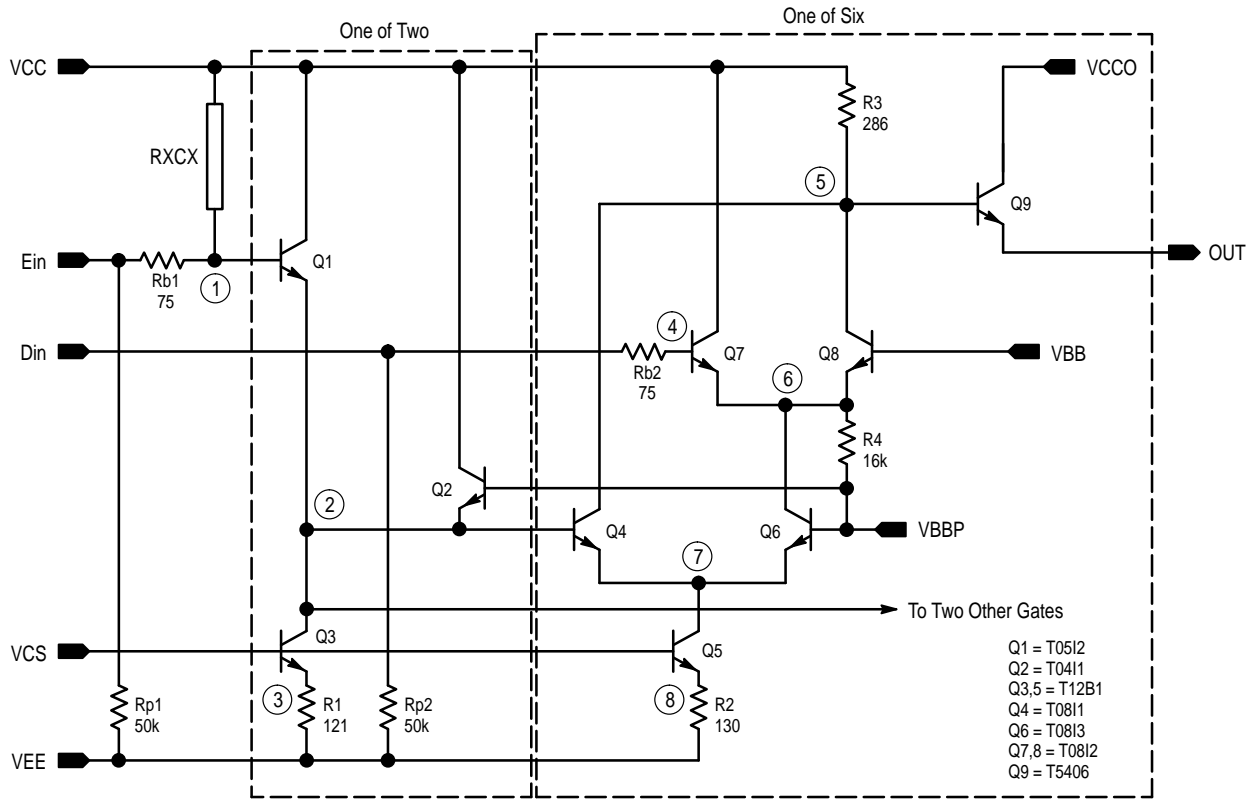 One of Two
One of Six
VCC
VCCO
R3
286
RXCX
5
Q9
Ein
Rb1
75
1
Q1
OUT
Din
4
Rb2
75
Q7
Q8
VBB
6
R4
16k
Q2
2
Q4
Q6
VBBP
7
To Two Other Gates
VCS
Q3
Q5
3
8
Rp1
50k
R1
121
Rp2
50k
R2
130
VEE
Q1 = T05I2
Q2 = T04I1
Q3,5 = T12B1
Q4 = T08I1
Q6 = T08I3
Q7,8 = T08I2
Q9 = T5406